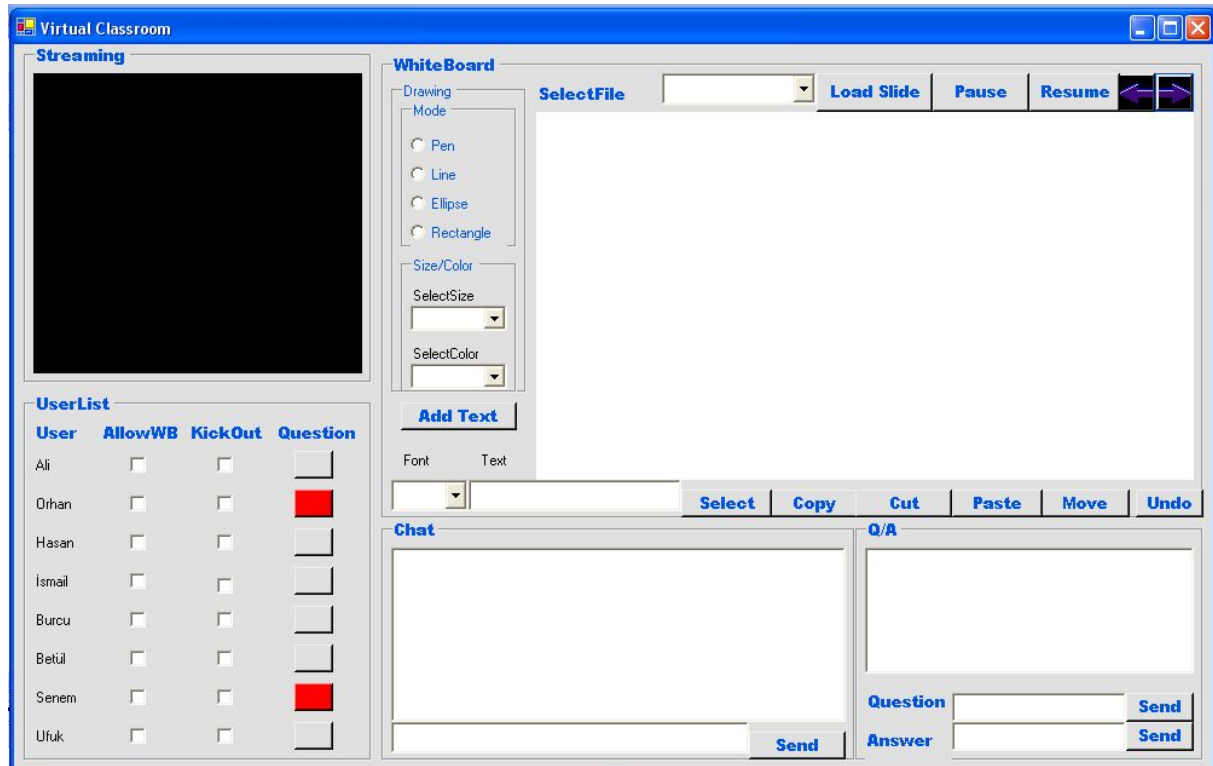 Virtual Classroom
Streaming
WhiteBoard
Drawing
Mode
Pen
Line
Ellipse
Rectangle
Size/Color
SelectSize
SelectColor
Add Text
Font Text
SelectFile Load Slide Pause Resume
Select Copy Cut Paste Move Undo
UserList
User AllowWB KickOut Question
Ali
Orhan
Hasan
İsmail
Burcu
Betül
Senem
Ufuk
Chat
Send
Q/A
Question Send
Answer Send